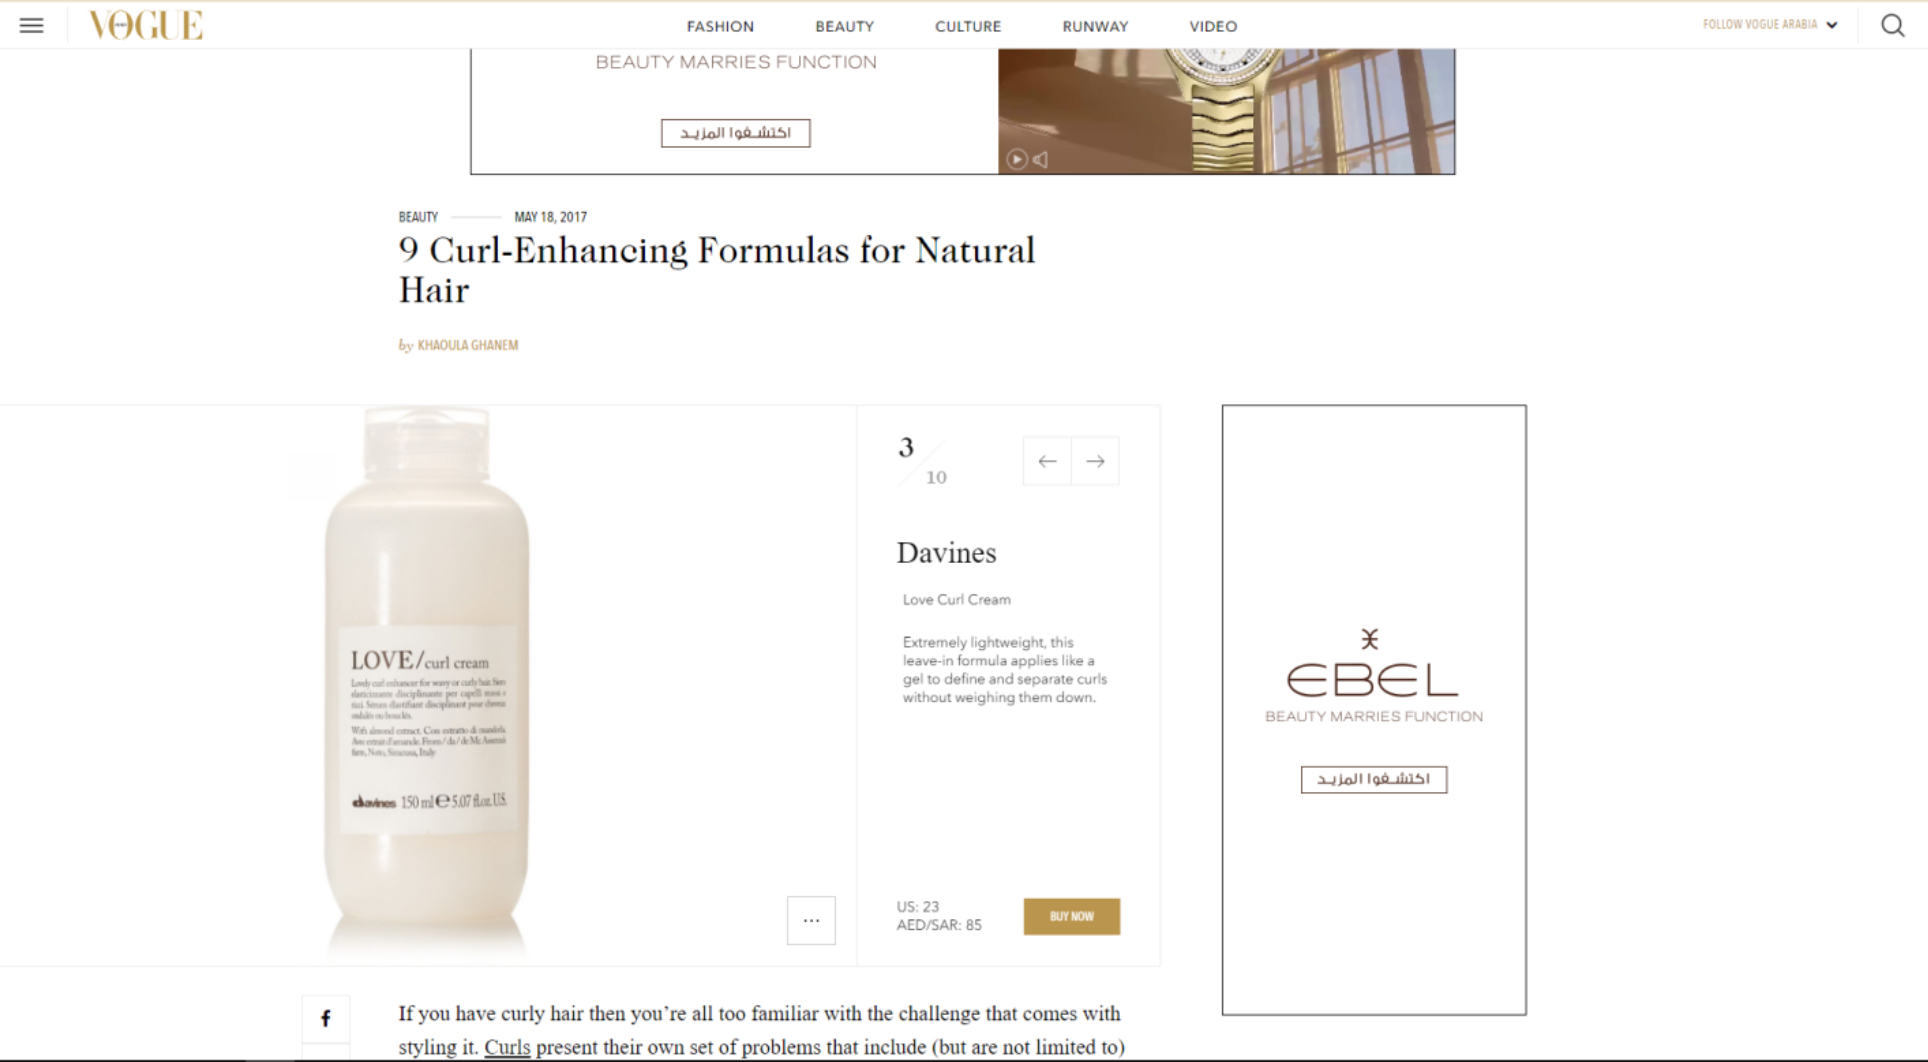 VOGUE
FASHION
BEAUTY
CULTURE
RUNWAY
VIDEO
FOLLOW VOGUE ARABIA
BEAUTY MARRIES FUNCTION
اكتشفوا المزيد
BEAUTY
MAY 18, 2017
9 Curl-Enhancing Formulas for Natural
Hair
by KHAOULA GHANEM
LOVE/curl cream
Lovely curl enhancer for wavy or curly hair. Siero
elasticizzante disciplinante per capelli mossi e
ricci. Sérum élastifiant disciplinant pour cheveux
ondulés ou bouclés.
With almond extract. Con estratto di mandorla.
Avec extrait d'amande. From/da/de Mr. Assenza's
farm, Noto, Siracusa, Italy
davines 150 ml e 5.07 fl.oz. US.
...
3
10
Davines
Love Curl Cream
Extremely lightweight, this
leave-in formula applies like a
gel to define and separate curls
without weighing them down.
US: 23
AED/SAR: 85
BUY NOW
EBEL
BEAUTY MARRIES FUNCTION
اكتشفوا المزيد
f
If you have curly hair then you're all too familiar with the challenge that comes with
styling it. Curls present their own set of problems that include (but are not limited to)